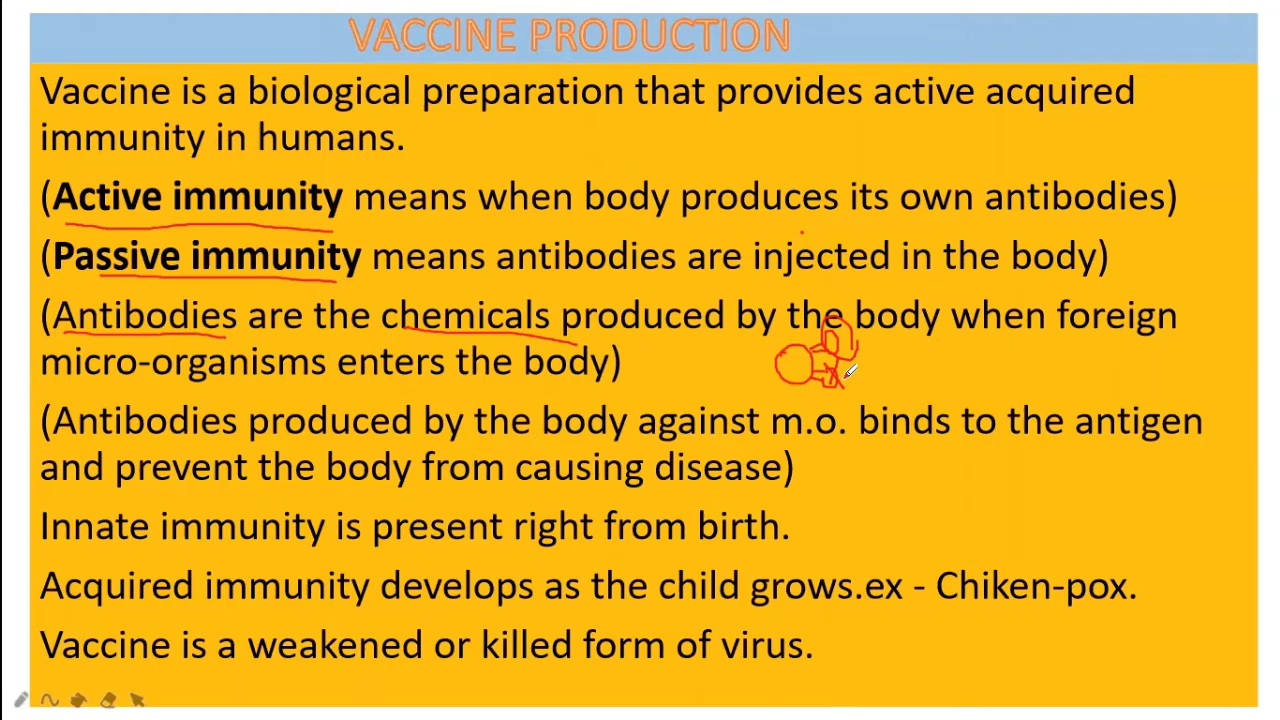 VACCINE PRODUCTION
Vaccine is a biological preparation that provides active acquired
immunity in humans.
(Active immunity means when body produces its own antibodies)
(Passive immunity means antibodies are injected in the body)
(Antibodies are the chemicals produced by the body when foreign
micro-organisms enters the body)
(Antibodies produced by the body against m.o. binds to the antigen
and prevent the body from causing disease)
Innate immunity is present right from birth.
Acquired immunity develops as the child grows.ex - Chiken-pox.
Vaccine is a weakened or killed form of virus.